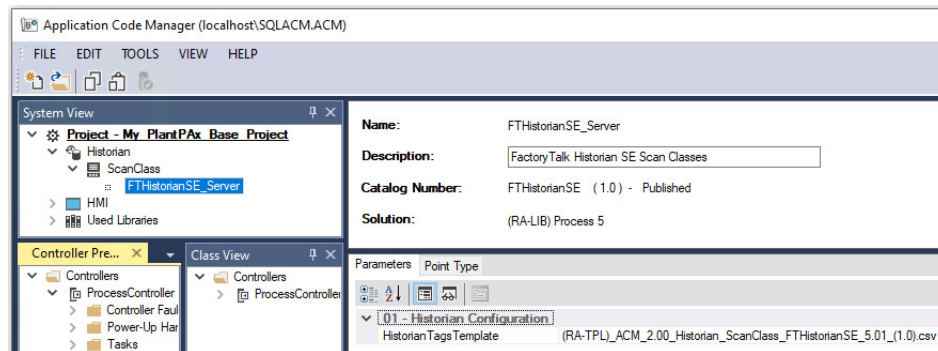 Application Code Manager (localhost\SQLACM.ACM)
FILE EDIT TOOLS VIEW HELP
System View
Project - My_PlantPAx_Base_Project
Historian
ScanClass
FTHistorianSE_Server
HMI
Used Libraries
Name: FTHistorianSE_Server
Description: FactoryTalk Historian SE Scan Classes
Catalog Number: FTHistorianSE (1.0) - Published
Solution: (RA-LIB) Process 5
Controller Pre...
Controllers
ProcessController
Controller Faul
Power-Up Har
Tasks
Class View
Controllers
ProcessController
Parameters Point Type
01 - Historian Configuration
HistorianTagsTemplate (RA-TPL)_ACM_2.00_Historian_ScanClass_FTHistorianSE_5.01_(1.0).csv